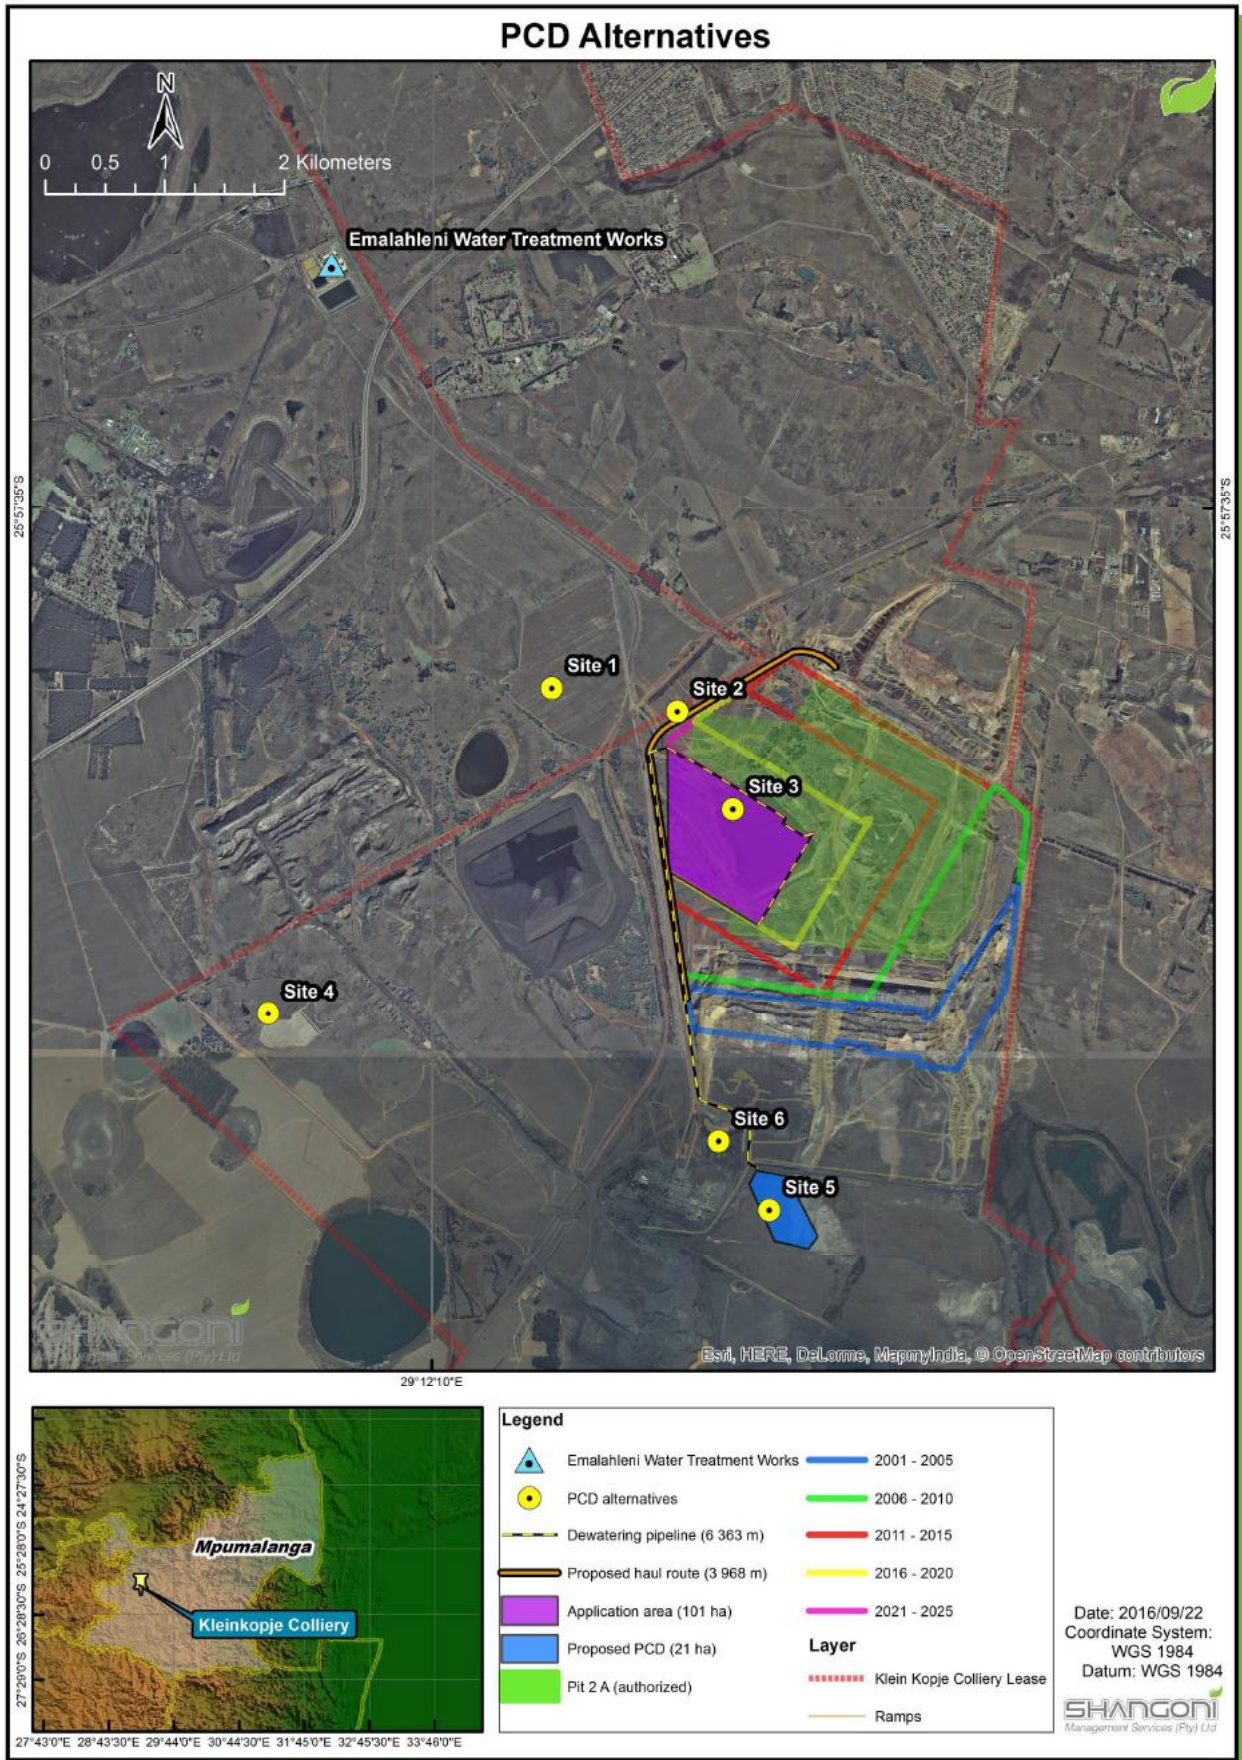 PCD Alternatives
N
0 0.5 1 2 Kilometers
Emalahleni Water Treatment Works
25°57'35"S
25°57'35"S
Site 1
Site 2
Site 3
Site 4
Site 6
Site 5
SHANGONI
Management Services (Pty) Ltd
Esri, HERE, DeLorme, MapmyIndia, © OpenStreetMap contributors
29°12'10"E
Mpumalanga
Kleinkopje Colliery
27°29'0"S 26°28'30"S 25°28'0"S 24°27'30"S
27°43'0"E 28°43'30"E 29°44'0"E 30°44'30"E 31°45'0"E 32°45'30"E 33°46'0"E
Legend
Emalahleni Water Treatment Works
PCD alternatives
Dewatering pipeline (6 363 m)
Proposed haul route (3 968 m)
Application area (101 ha)
Proposed PCD (21 ha)
Pit 2 A (authorized)
2001 - 2005
2006 - 2010
2011 - 2015
2016 - 2020
2021 - 2025
Layer
Klein Kopje Colliery Lease
Ramps
Date: 2016/09/22
Coordinate System:
WGS 1984
Datum: WGS 1984
SHANGONI
Management Services (Pty) Ltd